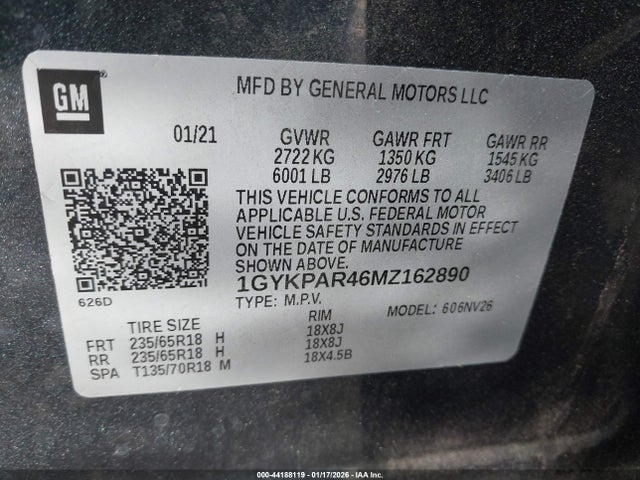 GM
MFD BY GENERAL MOTORS LLC
01/21 GVWR GAWR FRT GAWR RR
2722 KG 1350 KG 1545 KG
6001 LB 2976 LB 3406 LB
THIS VEHICLE CONFORMS TO ALL
APPLICABLE U.S. FEDERAL MOTOR
VEHICLE SAFETY STANDARDS IN EFFECT
ON THE DATE OF MANUFACTURE
SHOWN ABOVE.
626D
1GYKPAR46MZ162890
TYPE: M.P.V. MODEL: 606NV26
TIRE SIZE RIM
FRT 235/65R18 H 18X8J
RR 235/65R18 H 18X8J
SPA T135/70R18 M 18X4.5B
000-44188119 — 01/17/2026 — IAA Inc.